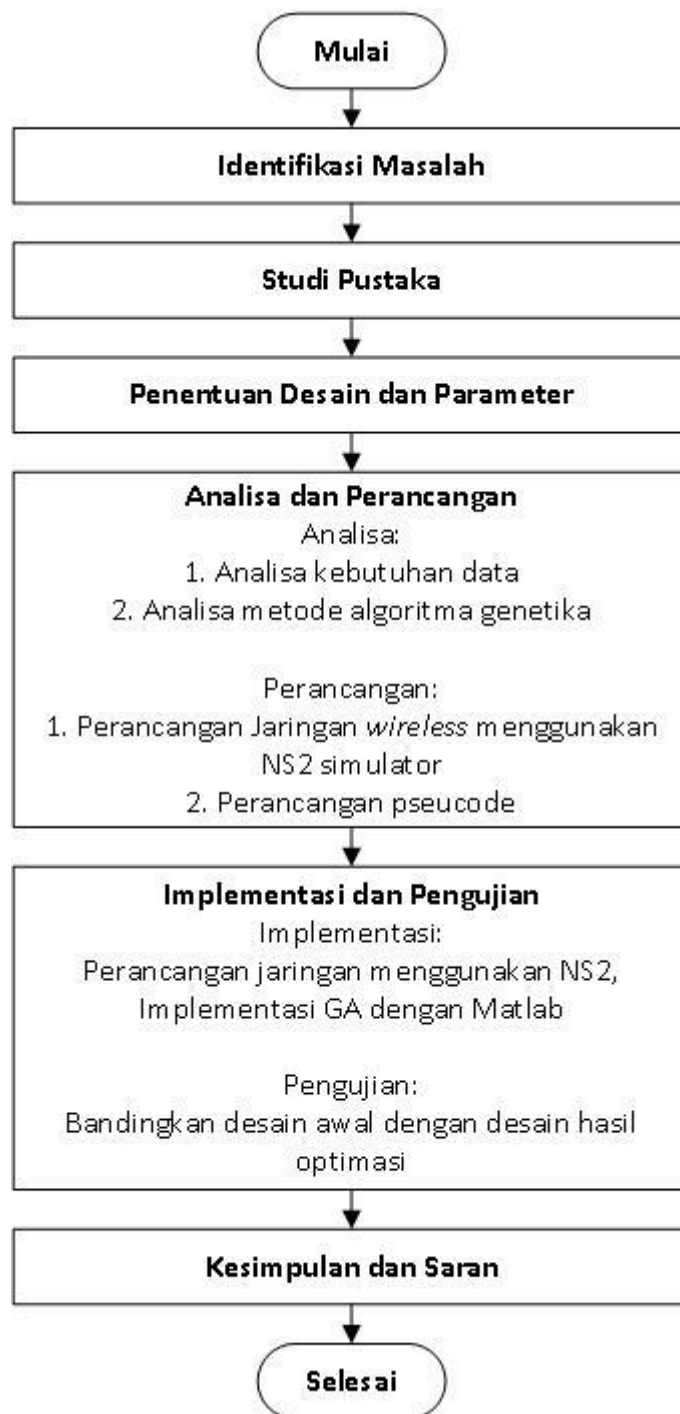 Mulai
Identifikasi Masalah
Studi Pustaka
Penentuan Desain dan Parameter
Analisa dan Perancangan
Analisa:
1. Analisa kebutuhan data
2. Analisa metode algoritma genetika
Perancangan:
1. Perancangan Jaringan wireless menggunakan
NS2 simulator
2. Perancangan pseucode
Implementasi dan Pengujian
Implementasi:
Perancangan jaringan menggunakan NS2,
Implementasi GA dengan Matlab
Pengujian:
Bandingkan desain awal dengan desain hasil
optimasi
Kesimpulan dan Saran
Selesai